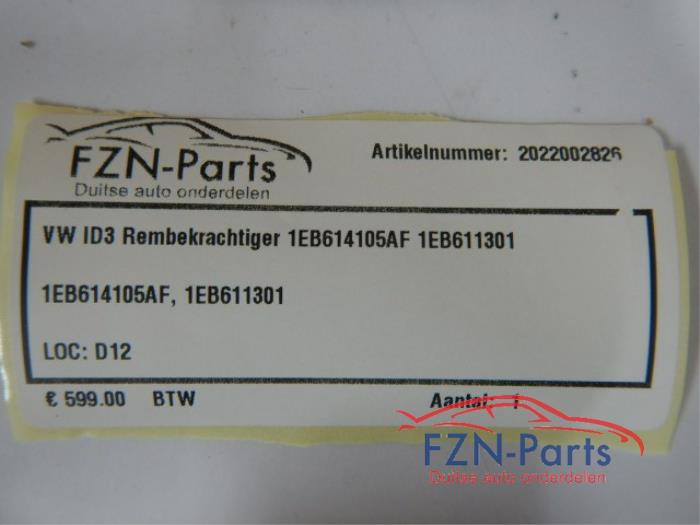 FZN-Parts
Duitse auto onderdelen
Artikelnummer: 2022002826
VW ID3 Rembekrachtiger 1EB614105AF 1EB611301
1EB614105AF, 1EB611301
LOC: D12
€ 599.00 BTW
Aantal: 1
FZN-Parts
Duitse auto onderdelen